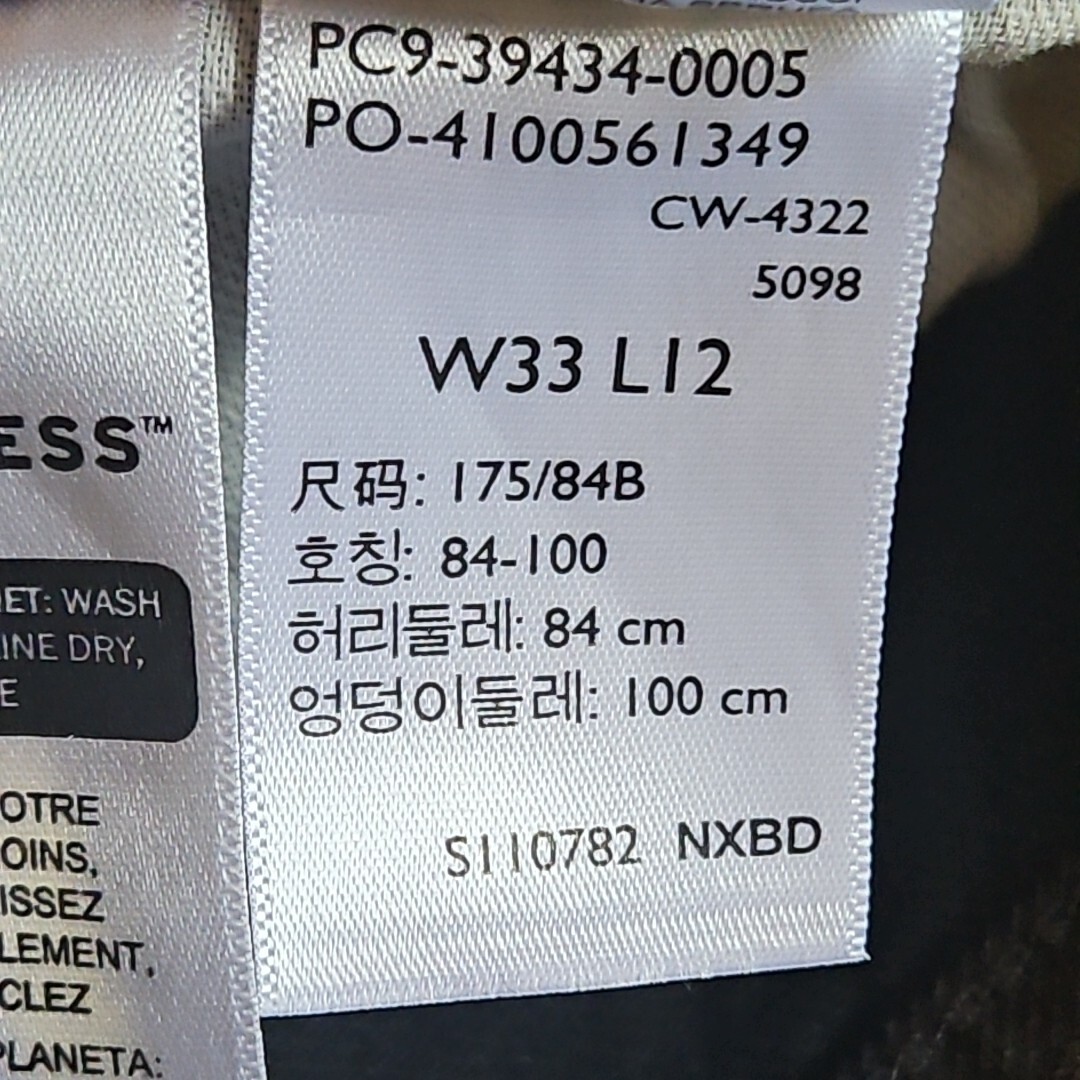 PC9-39434-0005
PO-4100561349
CW-4322
5098
W33 L12
尺码: 175/84B
호칭: 84-100
허리둘레: 84 cm
엉덩이둘레: 100 cm
S110782 NXBD
ESS™
ET: WASH
INE DRY,
E
OTRE
OINS,
ISSEZ
LEMENT,
CLEZ
PLANETA: